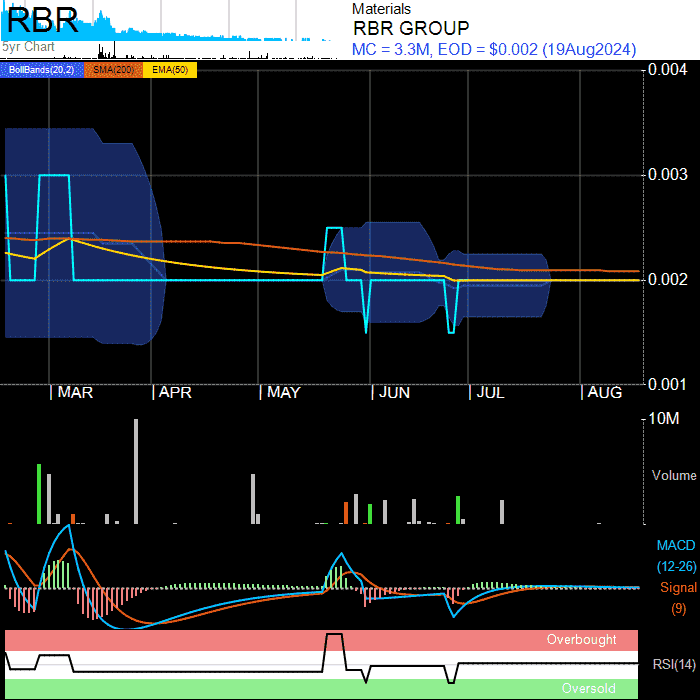 RBR
5yr Chart
Materials
RBR GROUP
MC = 3.3M, EOD = $0.002 (19Aug2024)
BollBands(20,2) SMA(200) EMA(50)
0.004
0.003
0.002
0.001
MAR APR MAY JUN JUL AUG
10M
Volume
MACD
(12-26)
Signal
(9)
Overbought
RSI(14)
Oversold